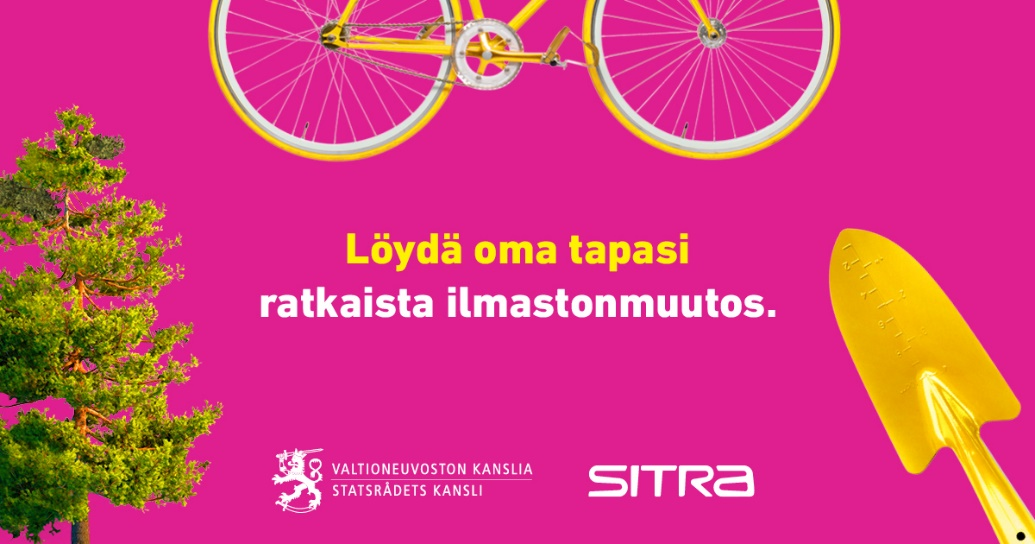 Löydä oma tapasi
ratkaista ilmastonmuutos.
VALTIONEUVOSTON KANSLIA
STATSRÅDETS KANSLI
SITRA